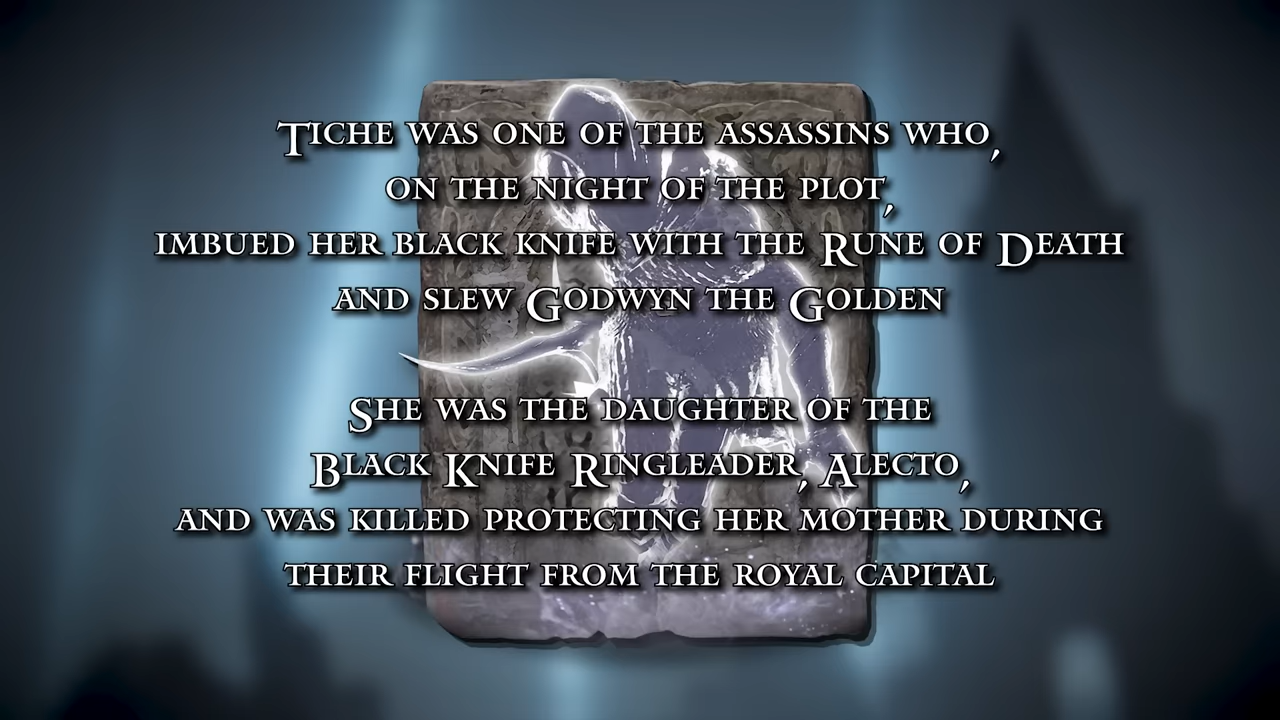 Tiche was one of the assassins who,
on the night of the plot,
imbued her black knife with the Rune of Death
and slew Godwyn the Golden
She was the daughter of the
Black Knife Ringleader, Alecto,
and was killed protecting her mother during
their flight from the royal capital